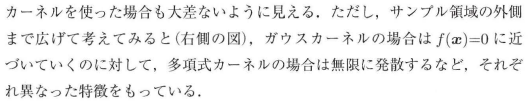 カーネルを使った場合も大差ないように見える．ただし，サンプル領域の外側
まで広げて考えてみると(右側の図)，ガウスカーネルの場合は f(x)=0 に近
づいていくのに対して，多項式カーネルの場合は無限に発散するなど，それぞ
れ異なった特徴をもっている．